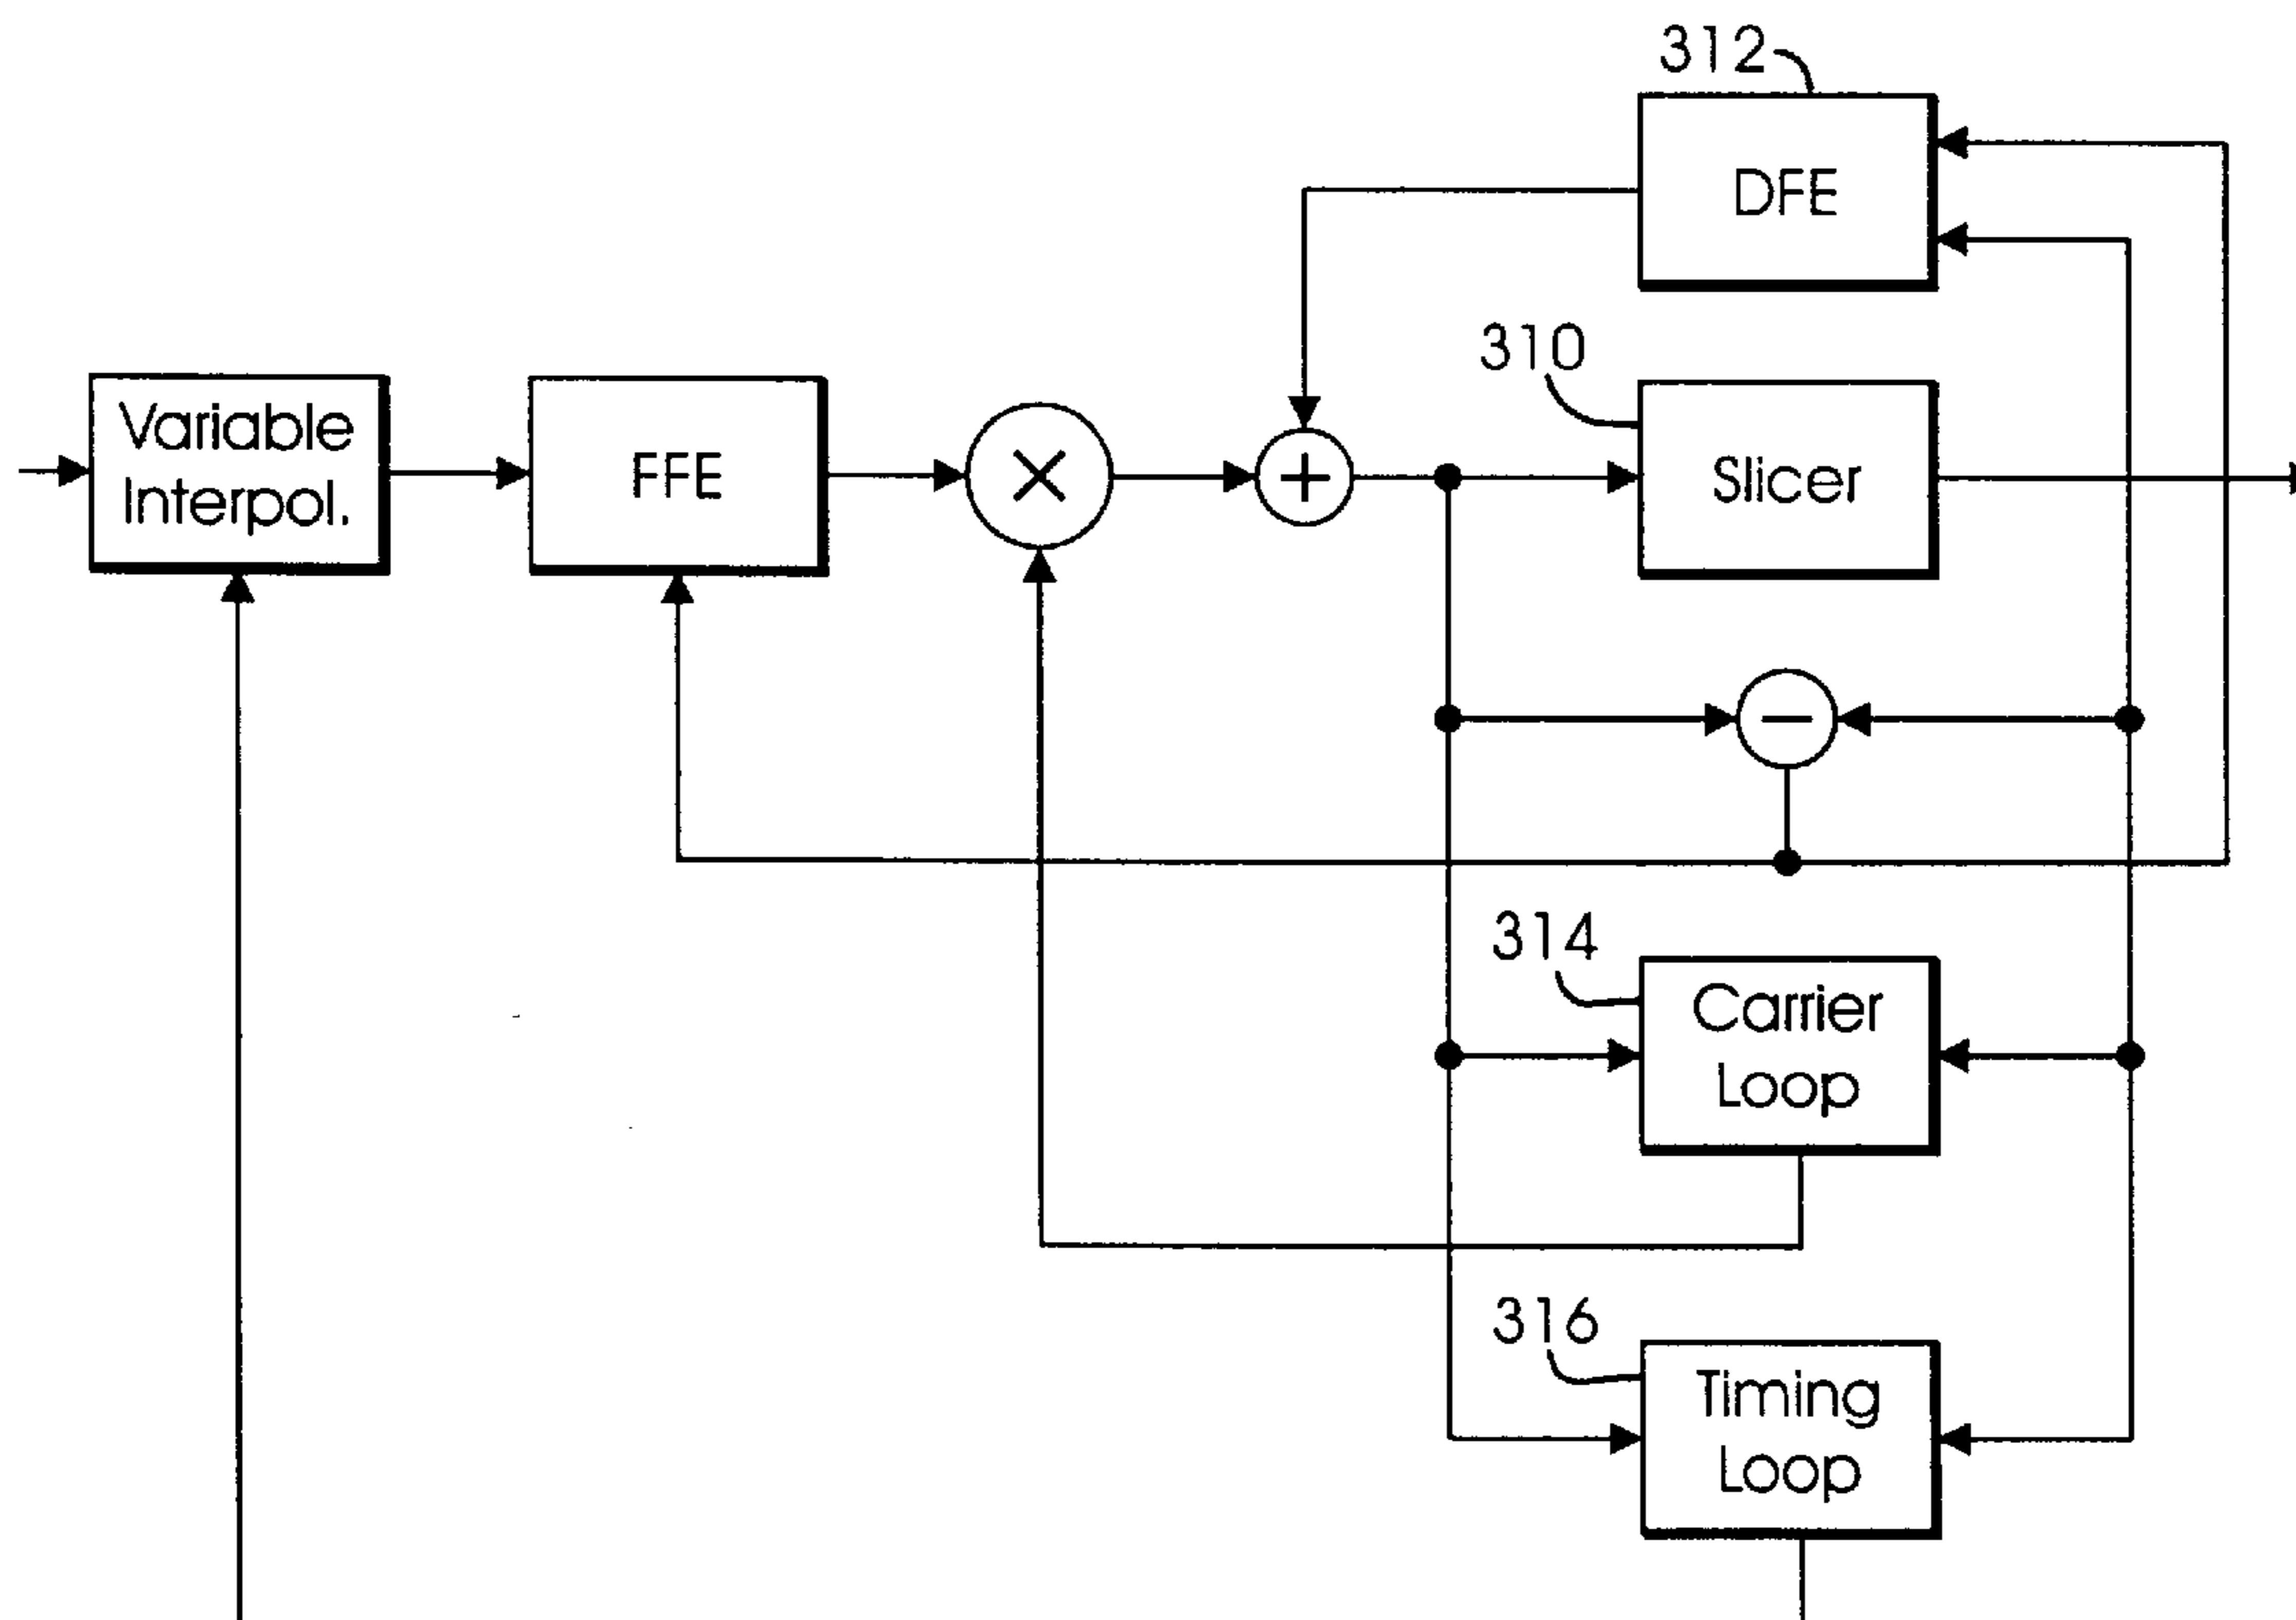 312
DFE
310
Variable
Interpol.
FFE
×
+
Slicer
−
314
Carrier
Loop
316
Timing
Loop